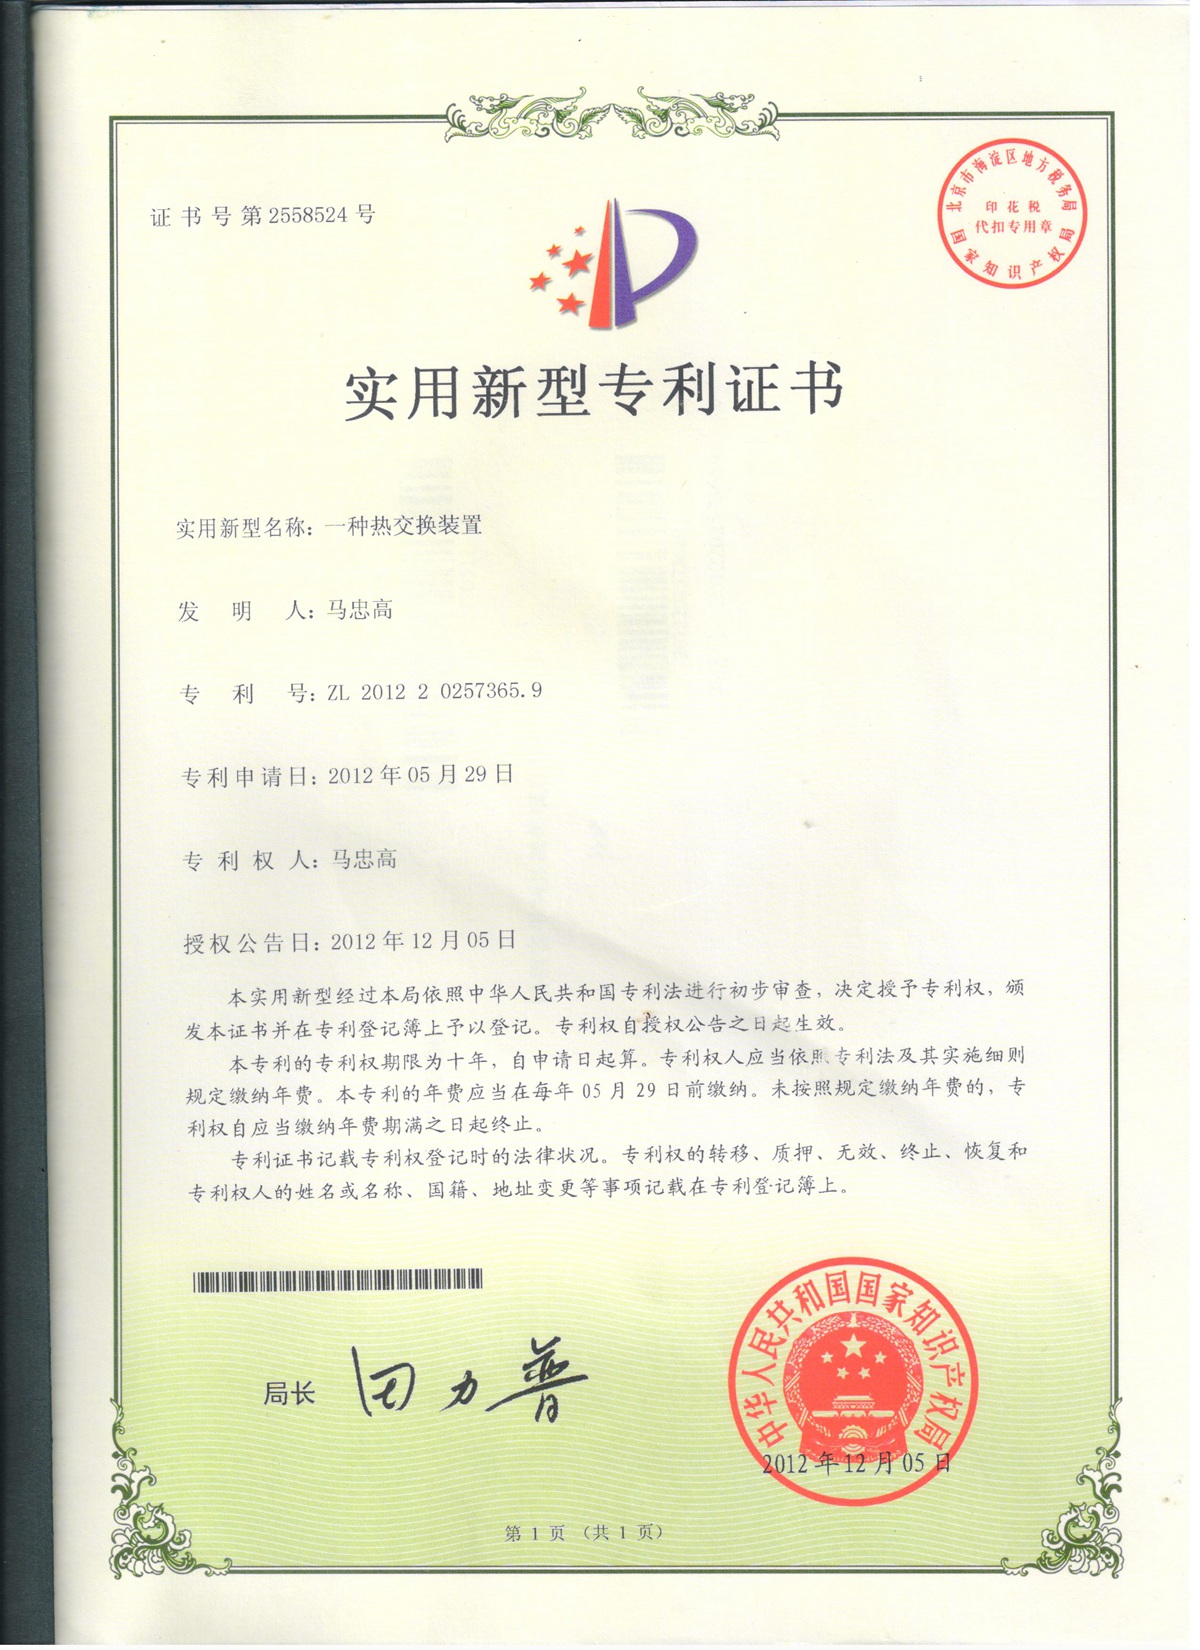 证书号第2558524号
北京市海淀区地方税务局
印花税
代扣专用章
国家知识产权局
实用新型专利证书
实用新型名称：一种热交换装置
发明人：马忠高
专利号：ZL 2012 2 0257365.9
专利申请日：2012年05月29日
专利权人：马忠高
授权公告日：2012年12月05日
本实用新型经过本局依照中华人民共和国专利法进行初步审查，决定授予专利权，颁
发本证书并在专利登记簿上予以登记。专利权自授权公告之日起生效。
本专利的专利权期限为十年，自申请日起算。专利权人应当依照专利法及其实施细则
规定缴纳年费。本专利的年费应当在每年05月29日前缴纳。未按照规定缴纳年费的，专
利权自应当缴纳年费期满之日起终止。
专利证书记载专利权登记时的法律状况。专利权的转移、质押、无效、终止、恢复和
专利权人的姓名或名称、国籍、地址变更等事项记载在专利登记簿上。
局长 田力普
中华人民共和国国家知识产权局
2012年12月05日
第1页（共1页）